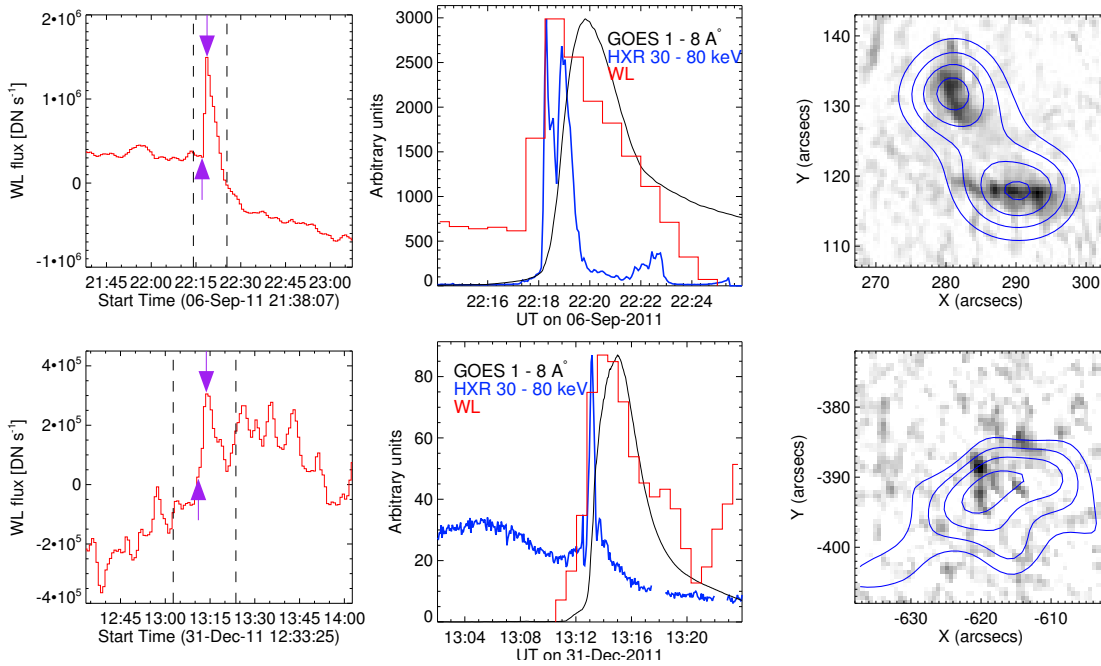 2•10⁶
1•10⁶
0
-1•10⁶
WL flux [DN s⁻¹]
21:45 22:00 22:15 22:30 22:45 23:00
Start Time (06-Sep-11 21:38:07)
3000
2500
2000
1500
1000
500
0
Arbitrary units
GOES 1 - 8 A°
HXR 30 - 80 keV
WL
22:16 22:18 22:20 22:22 22:24
UT on 06-Sep-2011
140
130
120
110
Y (arcsecs)
270 280 290 300
X (arcsecs)
4•10⁵
2•10⁵
0
-2•10⁵
-4•10⁵
WL flux [DN s⁻¹]
12:45 13:00 13:15 13:30 13:45 14:00
Start Time (31-Dec-11 12:33:25)
80
60
40
20
0
Arbitrary units
GOES 1 - 8 A°
HXR 30 - 80 keV
WL
13:04 13:08 13:12 13:16 13:20
UT on 31-Dec-2011
-380
-390
-400
Y (arcsecs)
-630 -620 -610
X (arcsecs)